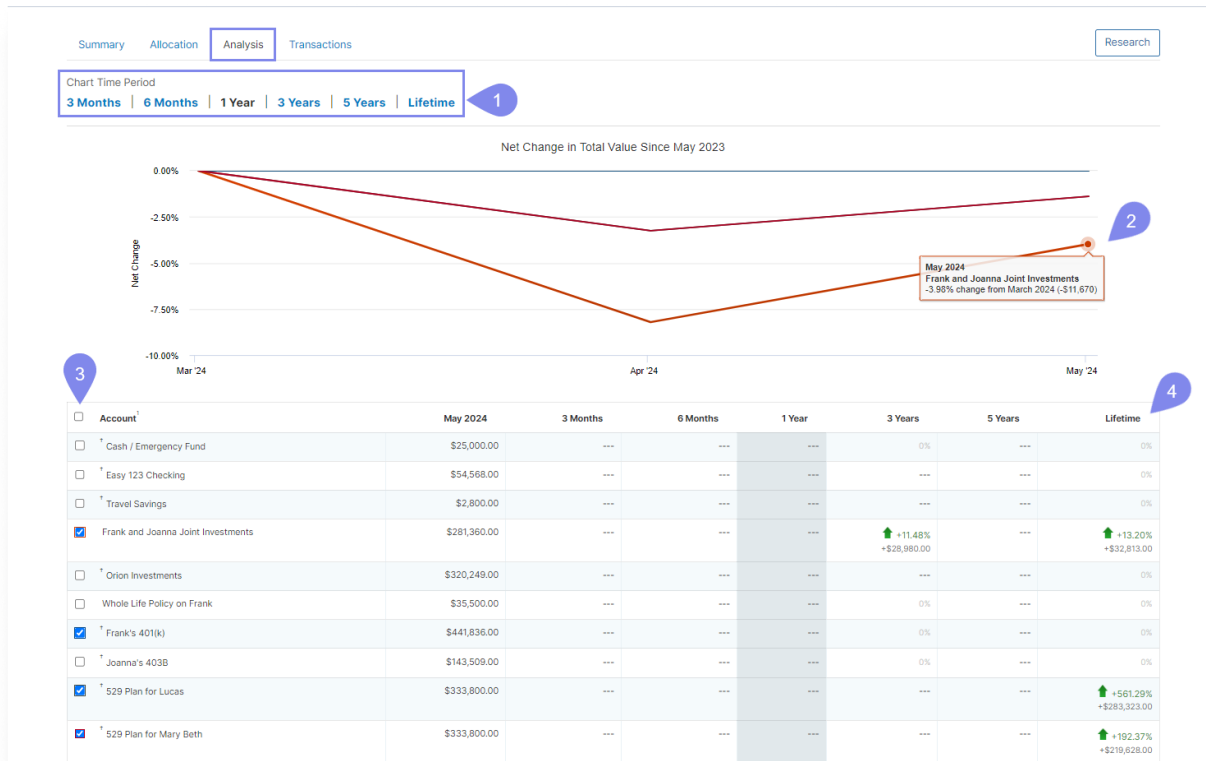 Summary Allocation Analysis Transactions Research
Chart Time Period
3 Months | 6 Months | 1 Year | 3 Years | 5 Years | Lifetime
1
Net Change in Total Value Since May 2023
0.00%
-2.50%
-5.00%
-7.50%
-10.00%
Net Change
2
May 2024
Frank and Joanna Joint Investments
-3.98% change from March 2024 (-$11,670)
Mar '24 Apr '24 May '24
3
4
Account¹ May 2024 3 Months 6 Months 1 Year 3 Years 5 Years Lifetime
† Cash / Emergency Fund $25,000.00 --- --- --- 0% --- 0%
† Easy 123 Checking $54,568.00 --- --- --- --- --- 0%
† Travel Savings $2,800.00 --- --- --- --- --- 0%
Frank and Joanna Joint Investments $281,360.00 --- --- --- +11.48% --- +13.20%
+$28,980.00 +$32,813.00
† Orion Investments $320,249.00 --- --- --- --- --- 0%
Whole Life Policy on Frank $35,500.00 --- --- --- 0% --- 0%
† Frank's 401(k) $441,836.00 --- --- --- 0% --- 0%
† Joanna's 403B $143,509.00 --- --- --- 0% --- 0%
† 529 Plan for Lucas $333,800.00 --- --- --- --- --- +561.29%
+$283,323.00
† 529 Plan for Mary Beth $333,800.00 --- --- --- --- --- +192.37%
+$219,628.00